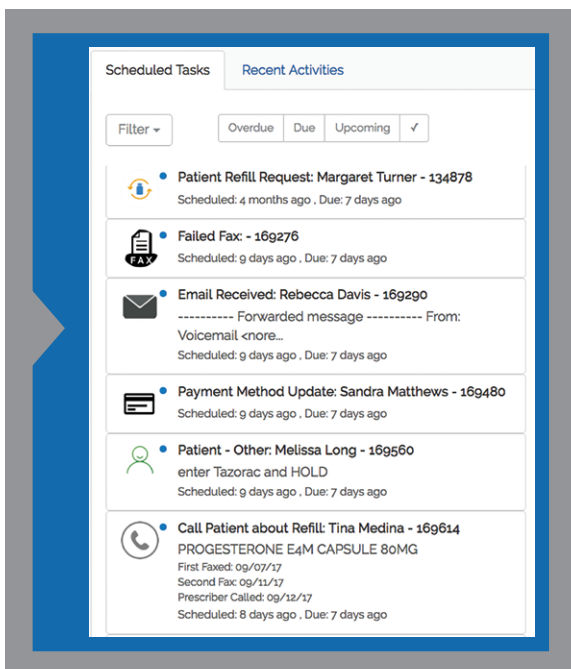 Scheduled Tasks
Recent Activities
Filter
Overdue
Due
Upcoming
✓
Patient Refill Request: Margaret Turner - 134878
Scheduled: 4 months ago , Due: 7 days ago
Failed Fax: - 169276
FAX
Scheduled: 9 days ago , Due: 7 days ago
Email Received: Rebecca Davis - 169290
---------- Forwarded message ---------- From:
Voicemail <nore...
Scheduled: 9 days ago , Due: 7 days ago
Payment Method Update: Sandra Matthews - 169480
Scheduled: 9 days ago , Due: 7 days ago
Patient - Other: Melissa Long - 169560
enter Tazorac and HOLD
Scheduled: 9 days ago , Due: 7 days ago
Call Patient about Refill: Tina Medina - 169614
PROGESTERONE E4M CAPSULE 80MG
First Faxed: 09/07/17
Second Fax: 09/11/17
Prescriber Called: 09/12/17
Scheduled: 8 days ago , Due: 7 days ago